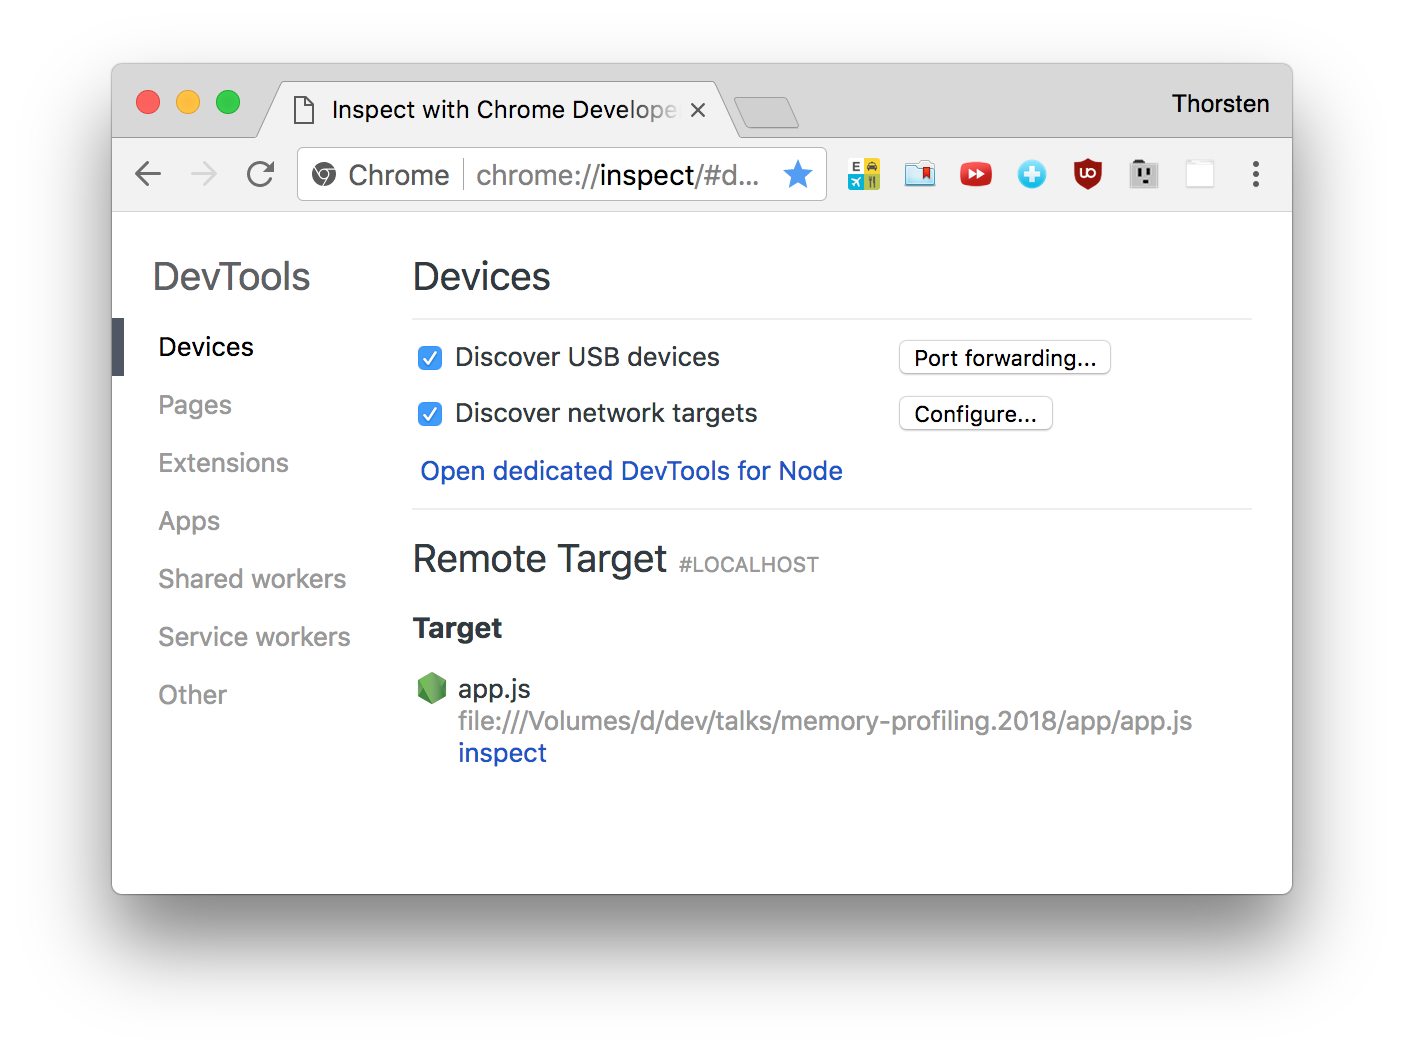 Inspect with Chrome Develope
Thorsten
Chrome
chrome://inspect/#d...
E
UO
DevTools
Devices
Pages
Extensions
Apps
Shared workers
Service workers
Other
Devices
Discover USB devices
Port forwarding...
Discover network targets
Configure...
Open dedicated DevTools for Node
Remote Target #LOCALHOST
Target
app.js
file:///Volumes/d/dev/talks/memory-profiling.2018/app/app.js
inspect